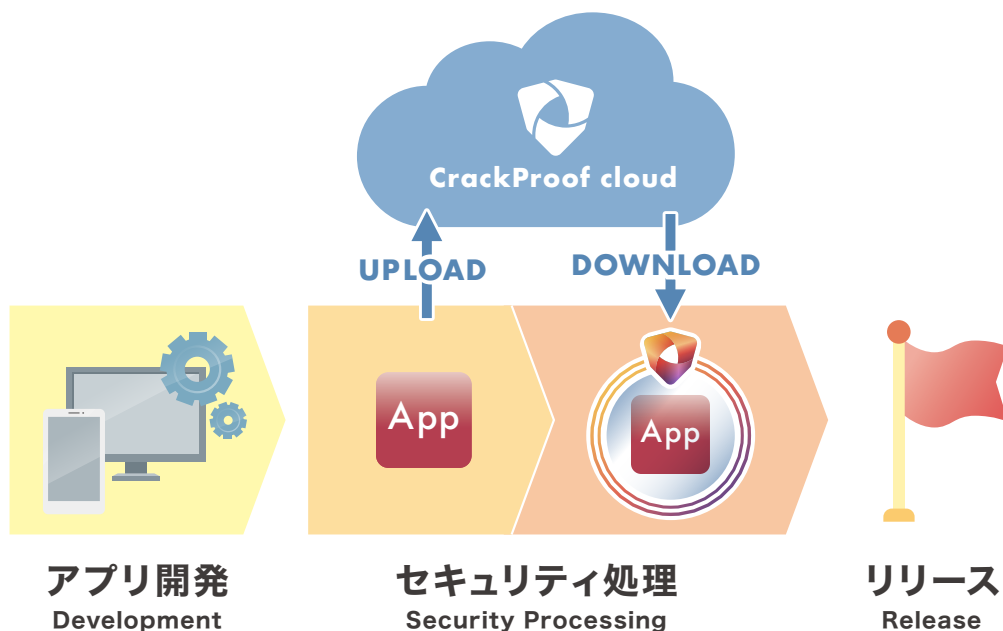 CrackProof cloud
UPLOAD
DOWNLOAD
App
App
アプリ開発
Development
セキュリティ処理
Security Processing
リリース
Release